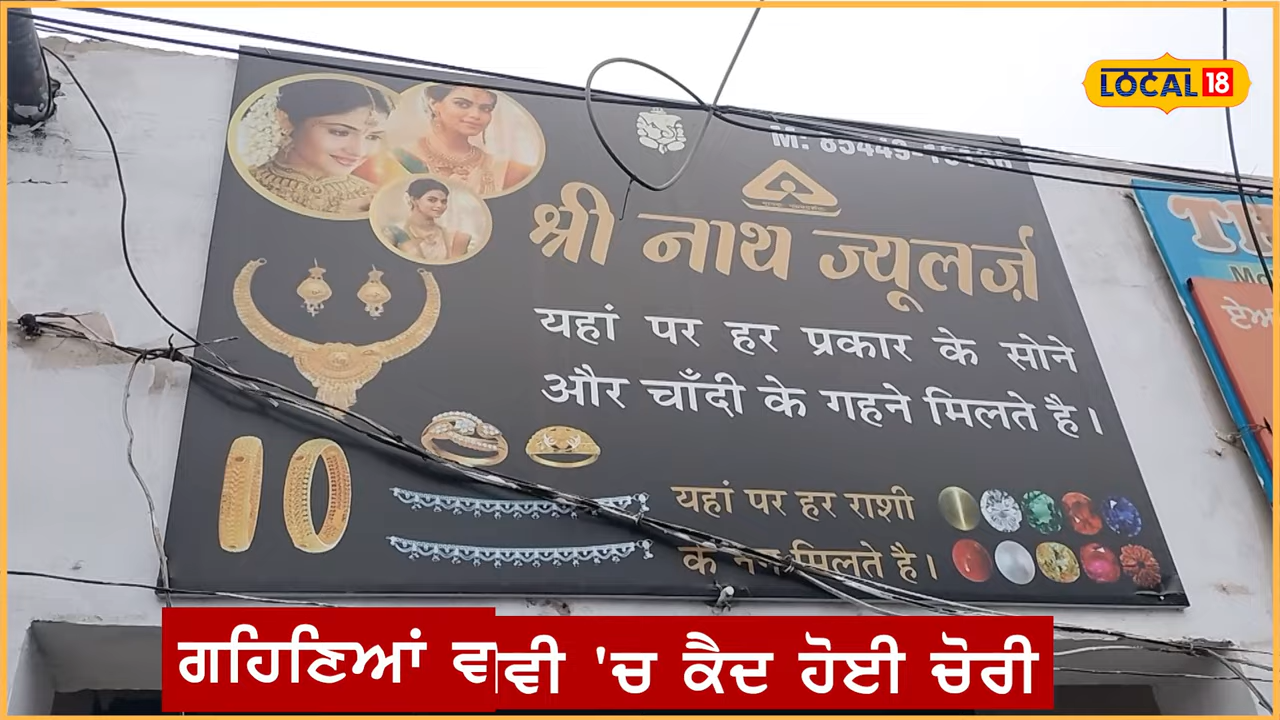 LOCAL 18
श्री नाथ ज्यूलर्ज़
यहां पर हर प्रकार के सोने
और चाँदी के गहने मिलते है।
यहां पर हर राशी
के नग मिलते है।
ਗਹਿਣਿਆਂ ਵ
ਵੀ 'ਚ ਕੈਦ ਹੋਈ ਚੋਰੀ